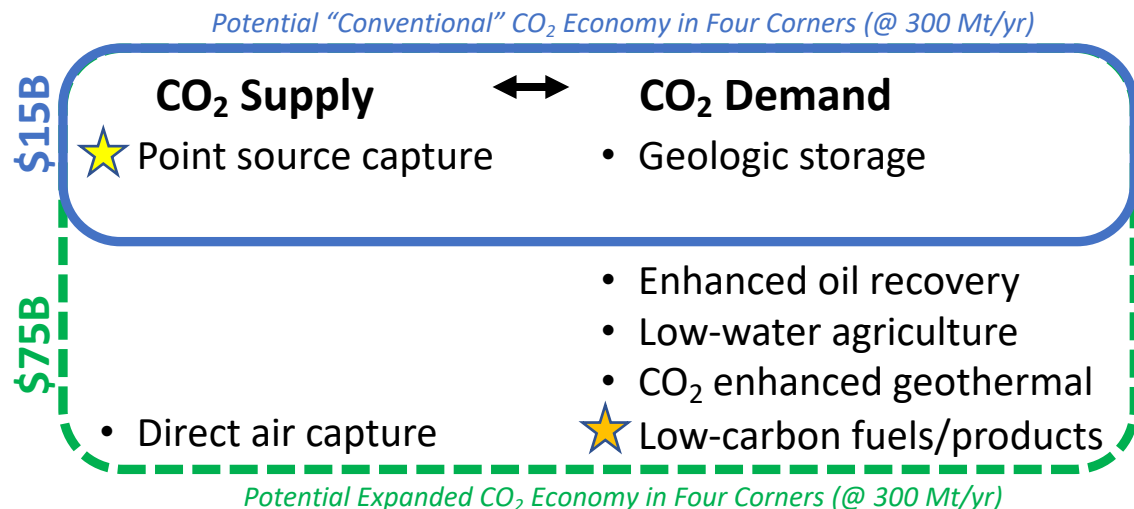 Potential “Conventional” CO₂ Economy in Four Corners (@ 300 Mt/yr)
$15B
CO₂ Supply
CO₂ Demand
Point source capture
• Geologic storage
$75B
• Enhanced oil recovery
• Low-water agriculture
• CO₂ enhanced geothermal
• Direct air capture
Low-carbon fuels/products
Potential Expanded CO₂ Economy in Four Corners (@ 300 Mt/yr)